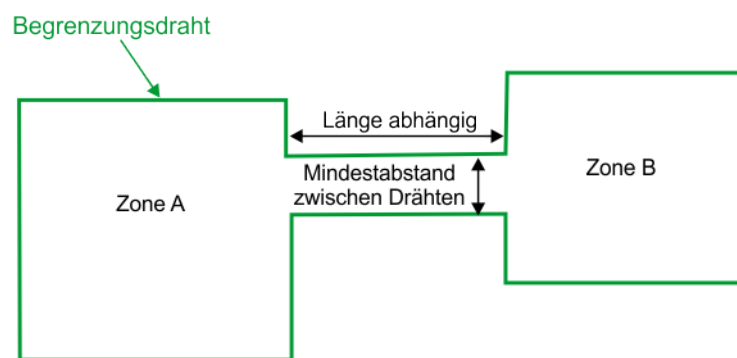 Begrenzungsdraht
Länge abhängig
Mindestabstand
zwischen Drähten
Zone A
Zone B